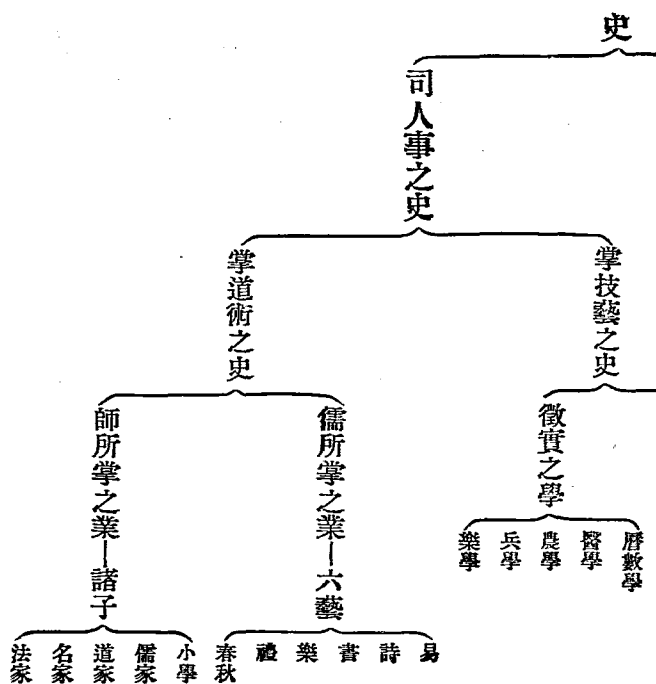 史
司人事之史
掌技藝之史
掌道術之史
徵實之學
儒所掌之業—六藝
師所掌之業—諸子
曆數學
醫學
農學
兵學
樂學
易
詩
書
樂
禮
春秋
小學
儒家
道家
名家
法家